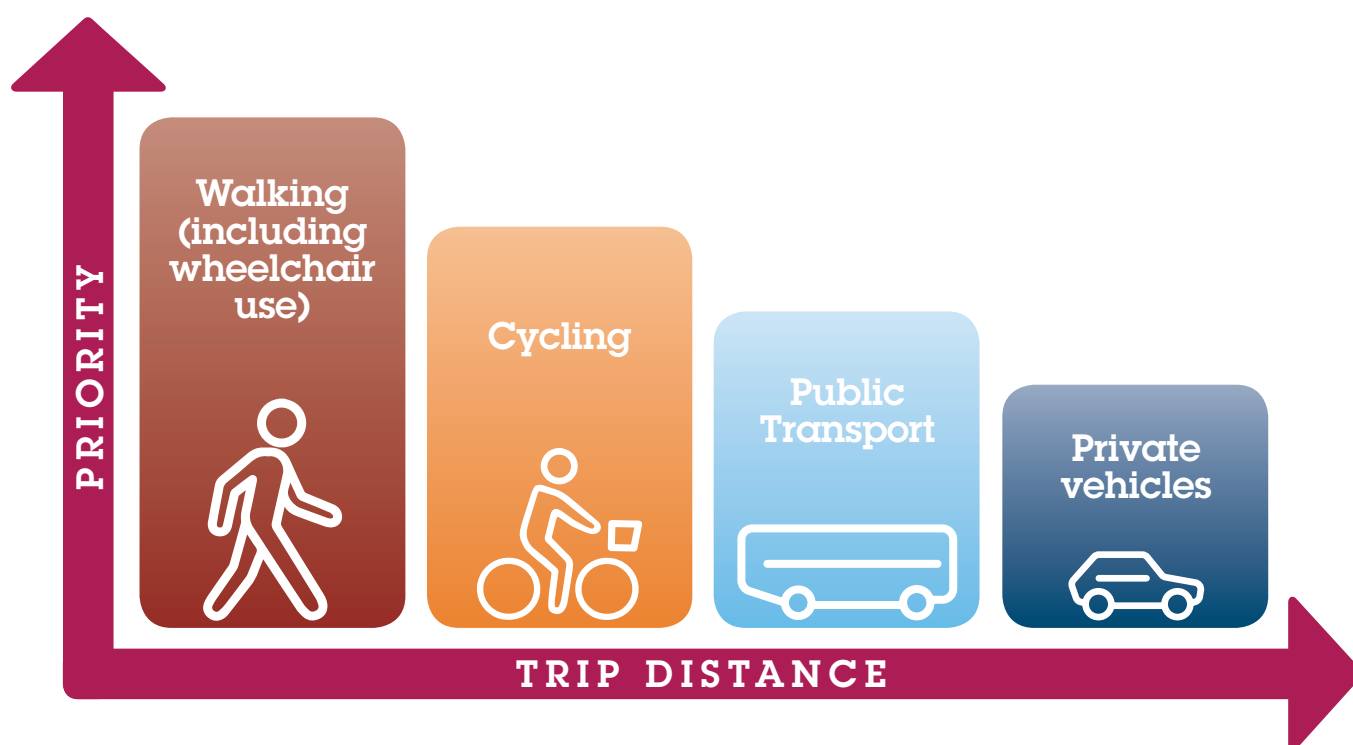 PRIORITY
Walking
(including
wheelchair
use)
Cycling
Public
Transport
Private
vehicles
TRIP DISTANCE